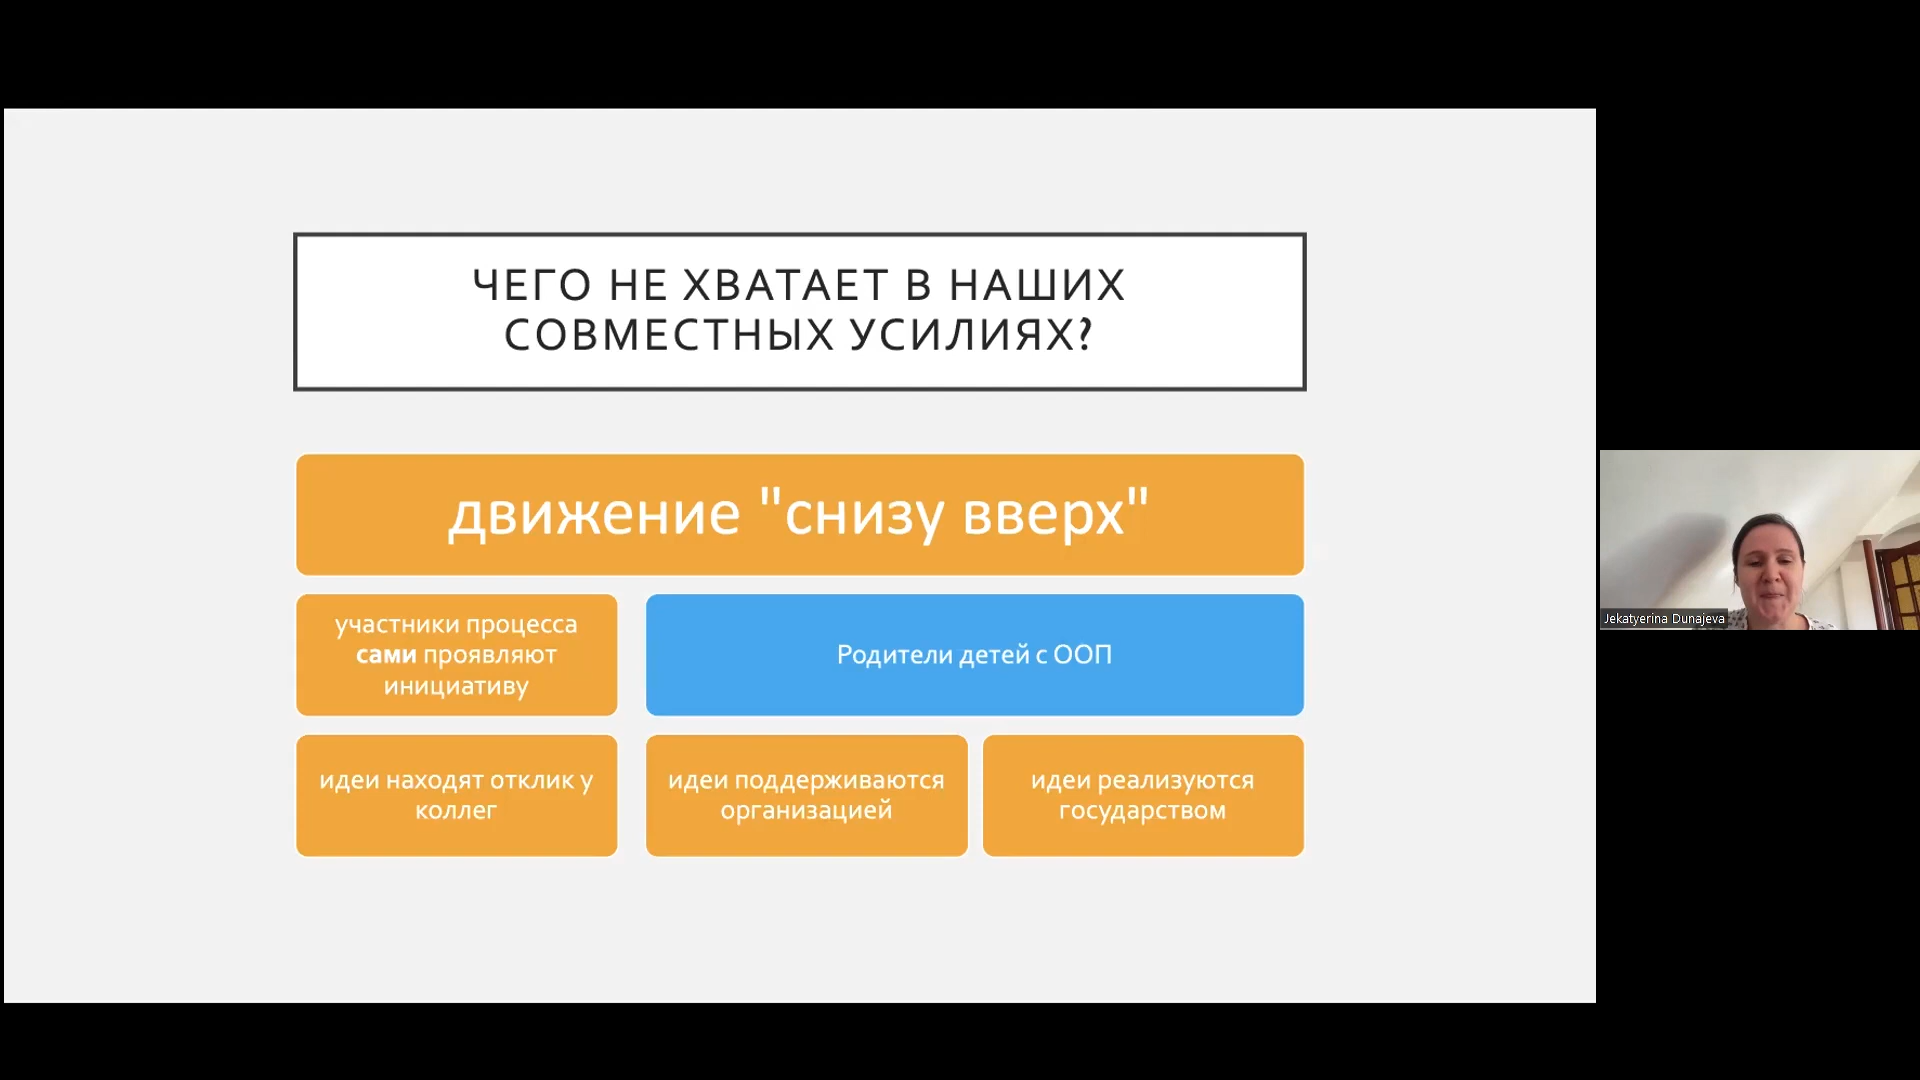 ЧЕГО НЕ ХВАТАЕТ В НАШИХ
СОВМЕСТНЫХ УСИЛИЯХ?
движение "снизу вверх"
участники процесса
сами проявляют
инициативу
Родители детей с ООП
идеи находят отклик у
коллег
идеи поддерживаются
организацией
идеи реализуются
государством
Jekatyerina Dunajeva